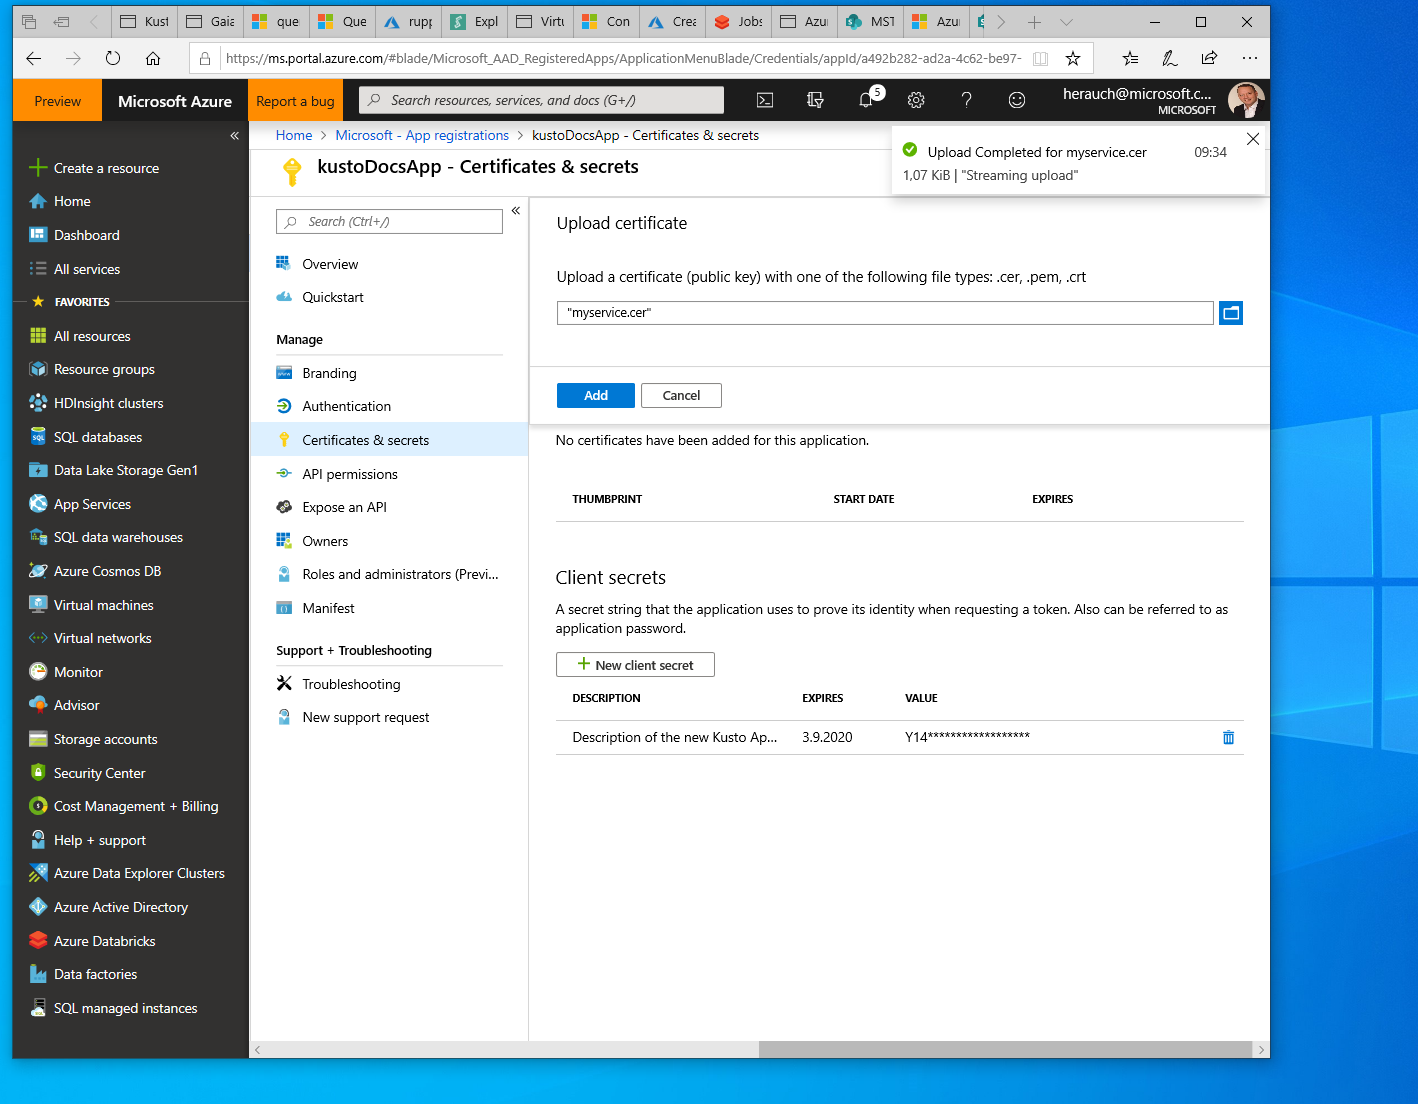 Kust
Gaia
que
Que
rupp
Expl
Virtu
Con
Crea
Jobs
Azu
MST
Azu
https://ms.portal.azure.com/#blade/Microsoft_AAD_RegisteredApps/ApplicationMenuBlade/Credentials/appId/a492b282-ad2a-4c62-be97-
Preview
Microsoft Azure
Report a bug
Search resources, services, and docs (G+/)
5
herauch@microsoft.c...
MICROSOFT
Home > Microsoft - App registrations > kustoDocsApp - Certificates & secrets
kustoDocsApp - Certificates & secrets
Upload Completed for myservice.cer
09:34
1,07 KiB | "Streaming upload"
Create a resource
Home
Dashboard
All services
FAVORITES
All resources
Resource groups
HDInsight clusters
SQL databases
Data Lake Storage Gen1
App Services
SQL data warehouses
Azure Cosmos DB
Virtual machines
Virtual networks
Monitor
Advisor
Storage accounts
Security Center
Cost Management + Billing
Help + support
Azure Data Explorer Clusters
Azure Active Directory
Azure Databricks
Data factories
SQL managed instances
Search (Ctrl+/)
Overview
Quickstart
Manage
Branding
Authentication
Certificates & secrets
API permissions
Expose an API
Owners
Roles and administrators (Previ...
Manifest
Support + Troubleshooting
Troubleshooting
New support request
Upload certificate
Upload a certificate (public key) with one of the following file types: .cer, .pem, .crt
"myservice.cer"
Add
Cancel
No certificates have been added for this application.
THUMBPRINT
START DATE
EXPIRES
Client secrets
A secret string that the application uses to prove its identity when requesting a token. Also can be referred to as
application password.
New client secret
DESCRIPTION
EXPIRES
VALUE
Description of the new Kusto Ap...
3.9.2020
Y14******************